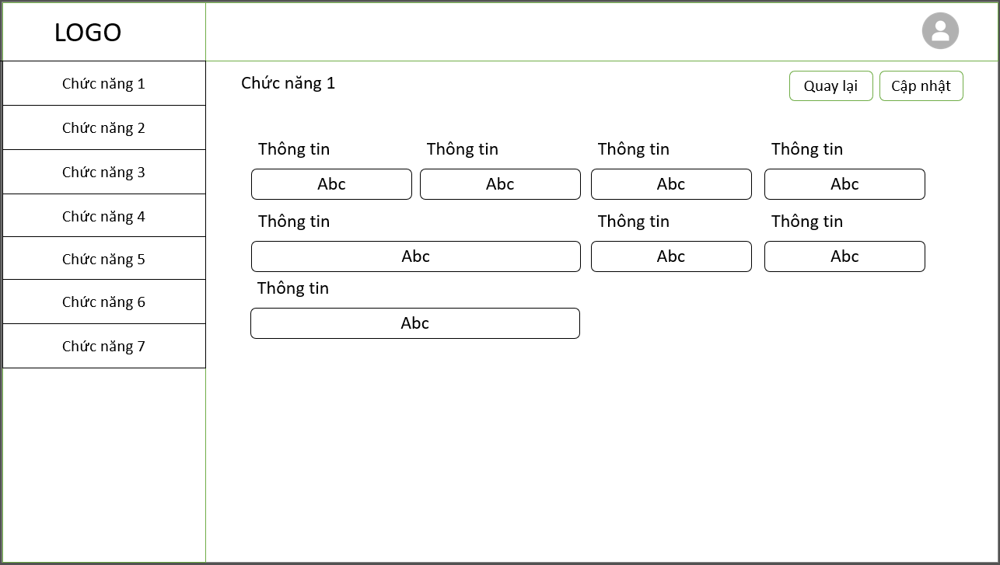 LOGO
Chức năng 1
Chức năng 2
Chức năng 3
Chức năng 4
Chức năng 5
Chức năng 6
Chức năng 7
Chức năng 1
Quay lại Cập nhật
Thông tin Thông tin Thông tin Thông tin
Abc Abc Abc Abc
Thông tin Thông tin Thông tin
Abc Abc Abc
Thông tin
Abc